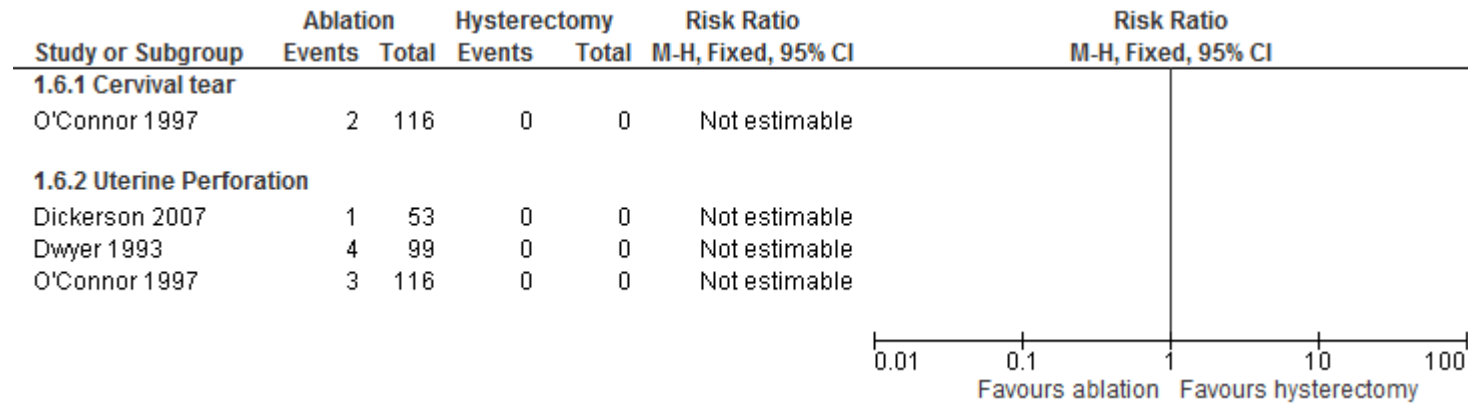 Ablation Hysterectomy Risk Ratio Risk Ratio
Study or Subgroup Events Total Events Total M-H, Fixed, 95% CI M-H, Fixed, 95% CI
1.6.1 Cervival tear
O'Connor 1997 2 116 0 0 Not estimable
1.6.2 Uterine Perforation
Dickerson 2007 1 53 0 0 Not estimable
Dwyer 1993 4 99 0 0 Not estimable
O'Connor 1997 3 116 0 0 Not estimable
0.01 0.1 1 10 100
Favours ablation Favours hysterectomy